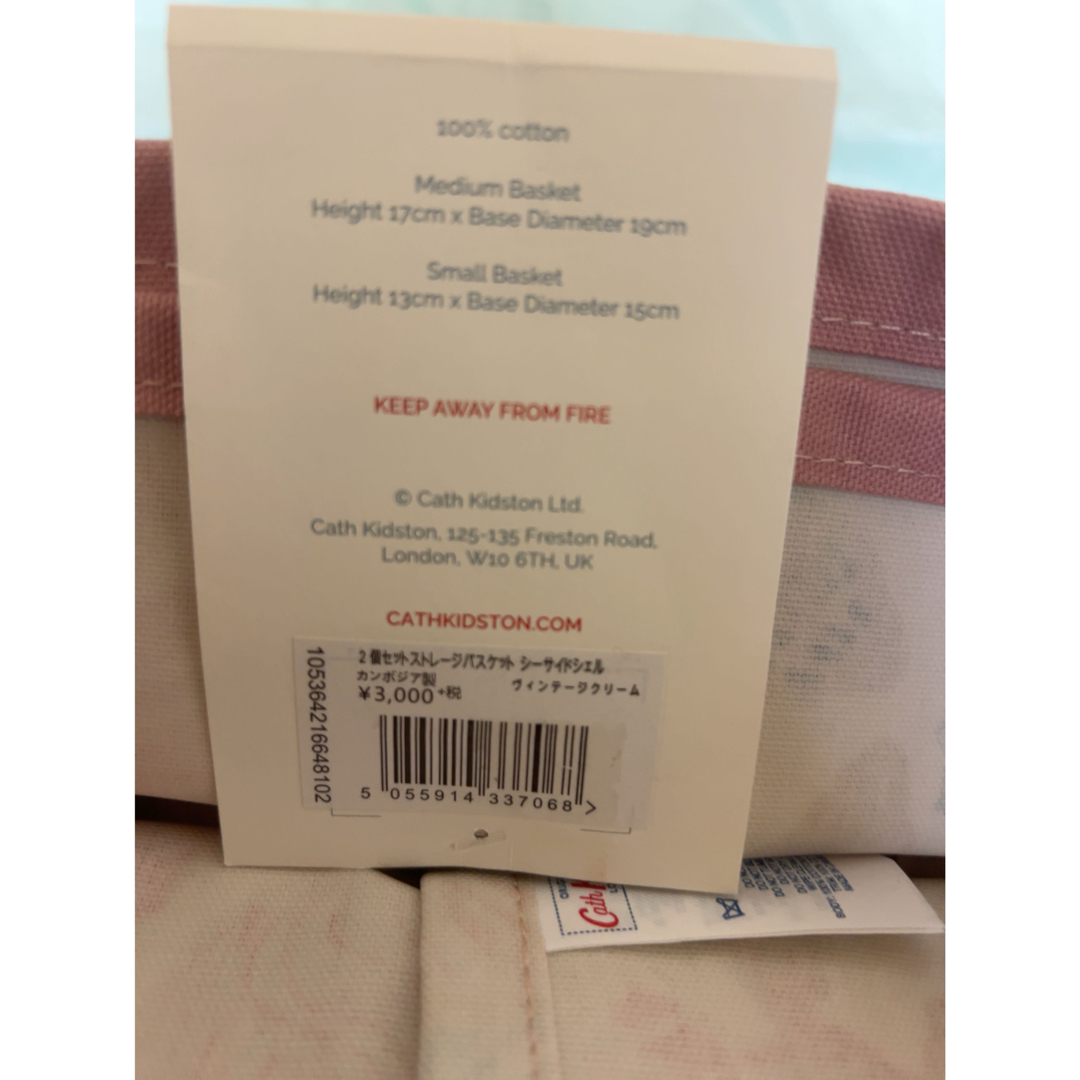 100% cotton
Medium Basket
Height 17cm x Base Diameter 19cm
Small Basket
Height 13cm x Base Diameter 15cm
KEEP AWAY FROM FIRE
© Cath Kidston Ltd.
Cath Kidston, 125-135 Freston Road,
London, W10 6TH, UK
CATHKIDSTON.COM
2個セットストレージバスケット シーサイドシェル
カンボジア製 ヴィンテージクリーム
¥3,000+税
105364216648102
5 055914 337068 >
Cath